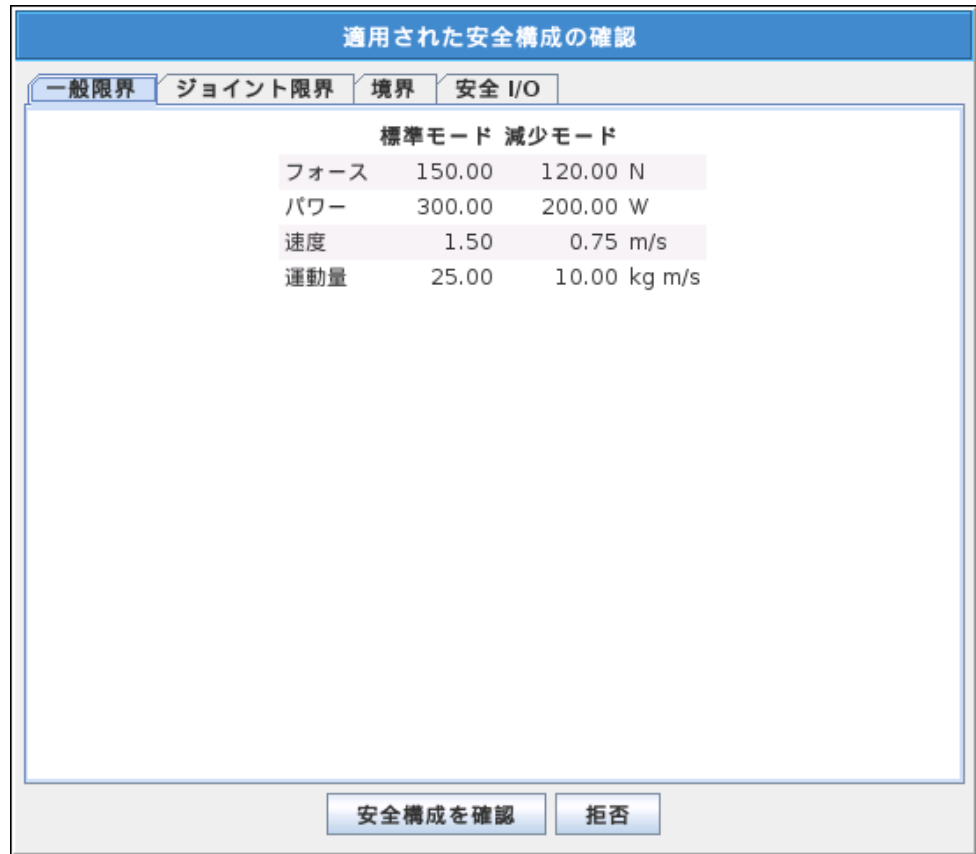 適用された安全構成の確認
一般限界 ジョイント限界 境界 安全 I/O
標準モード 減少モード
フォース 150.00 120.00 N
パワー 300.00 200.00 W
速度 1.50 0.75 m/s
運動量 25.00 10.00 kg m/s
安全構成を確認 拒否